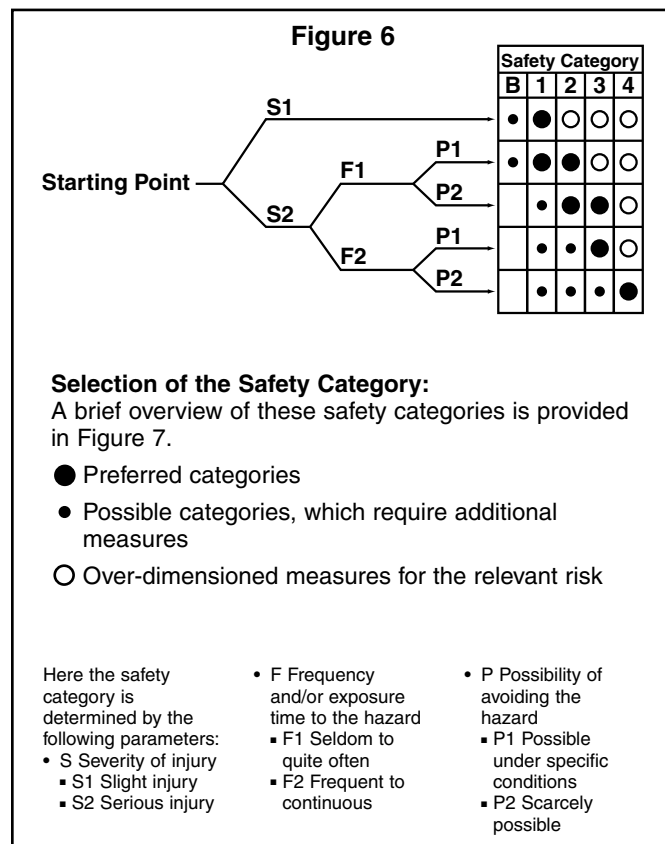 Figure 6
Safety Category
B 1 2 3 4
S1
P1
F1
Starting Point
P2
S2
P1
F2
P2
Selection of the Safety Category:
A brief overview of these safety categories is provided
in Figure 7.
● Preferred categories
• Possible categories, which require additional
measures
○ Over-dimensioned measures for the relevant risk
Here the safety
category is
determined by the
following parameters:
• S Severity of injury
▪ S1 Slight injury
▪ S2 Serious injury
• F Frequency
and/or exposure
time to the hazard
▪ F1 Seldom to
quite often
▪ F2 Frequent to
continuous
• P Possibility of
avoiding the
hazard
▪ P1 Possible
under specific
conditions
▪ P2 Scarcely
possible